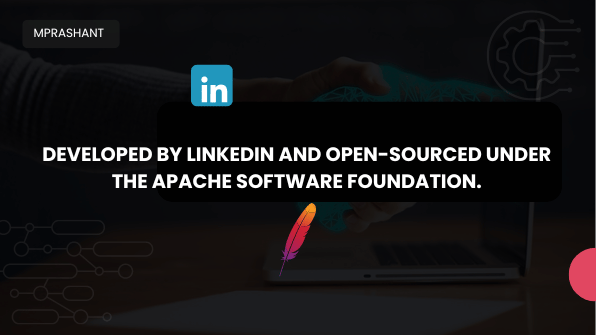 MPRASHANT
in
DEVELOPED BY LINKEDIN AND OPEN-SOURCED UNDER
THE APACHE SOFTWARE FOUNDATION.